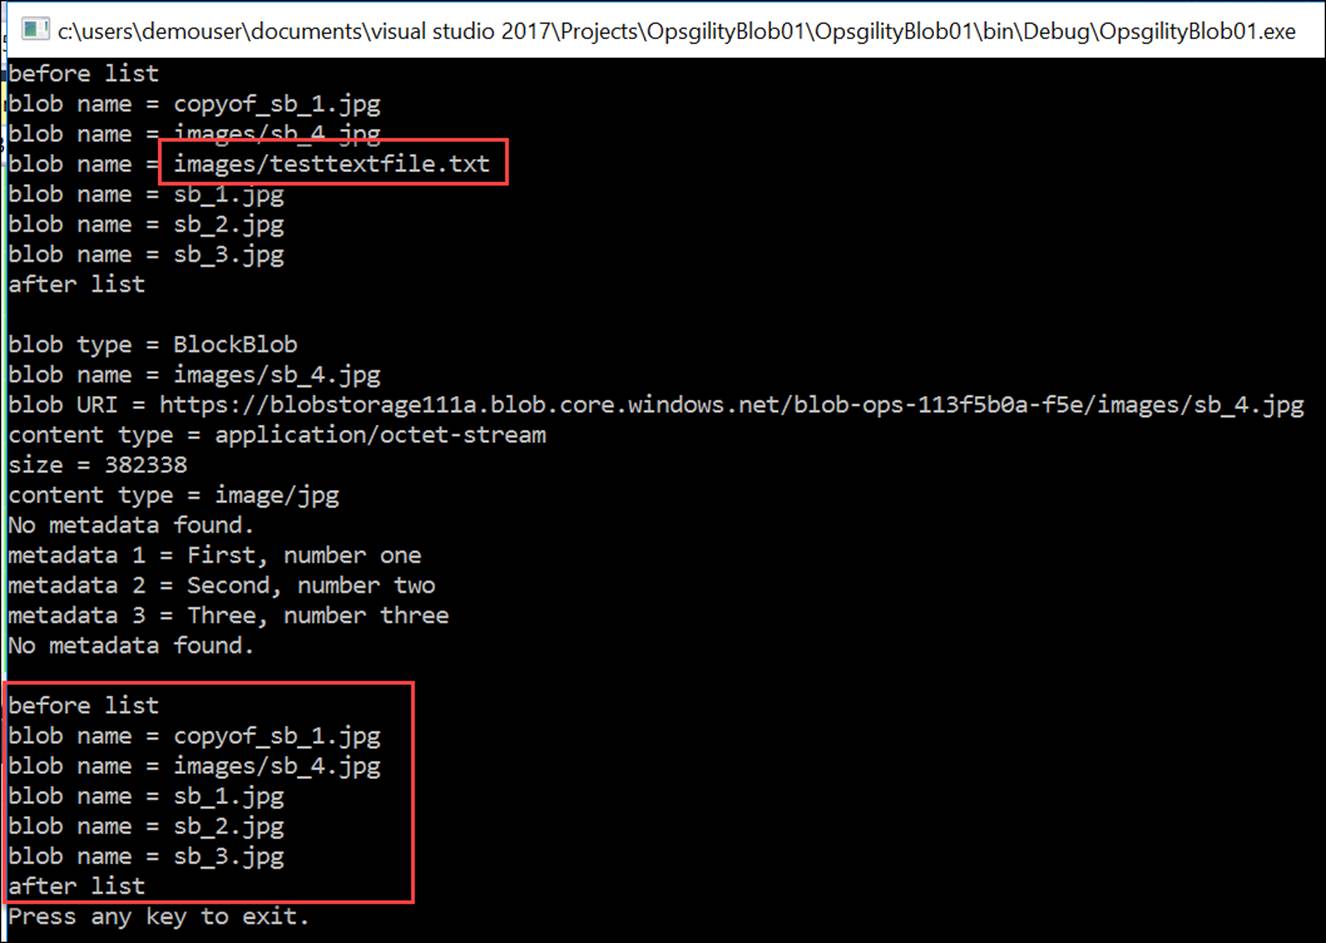 c:\users\demouser\documents\visual studio 2017\Projects\OpsgilityBlob01\OpsgilityBlob01\bin\Debug\OpsgilityBlob01.exe
before list
blob name = copyof_sb_1.jpg
blob name = images/sb_4.jpg
blob name = images/testtextfile.txt
blob name = sb_1.jpg
blob name = sb_2.jpg
blob name = sb_3.jpg
after list
blob type = BlockBlob
blob name = images/sb_4.jpg
blob URI = https://blobstorage111a.blob.core.windows.net/blob-ops-113f5b0a-f5e/images/sb_4.jpg
content type = application/octet-stream
size = 382338
content type = image/jpg
No metadata found.
metadata 1 = First, number one
metadata 2 = Second, number two
metadata 3 = Three, number three
No metadata found.
before list
blob name = copyof_sb_1.jpg
blob name = images/sb_4.jpg
blob name = sb_1.jpg
blob name = sb_2.jpg
blob name = sb_3.jpg
after list
Press any key to exit.